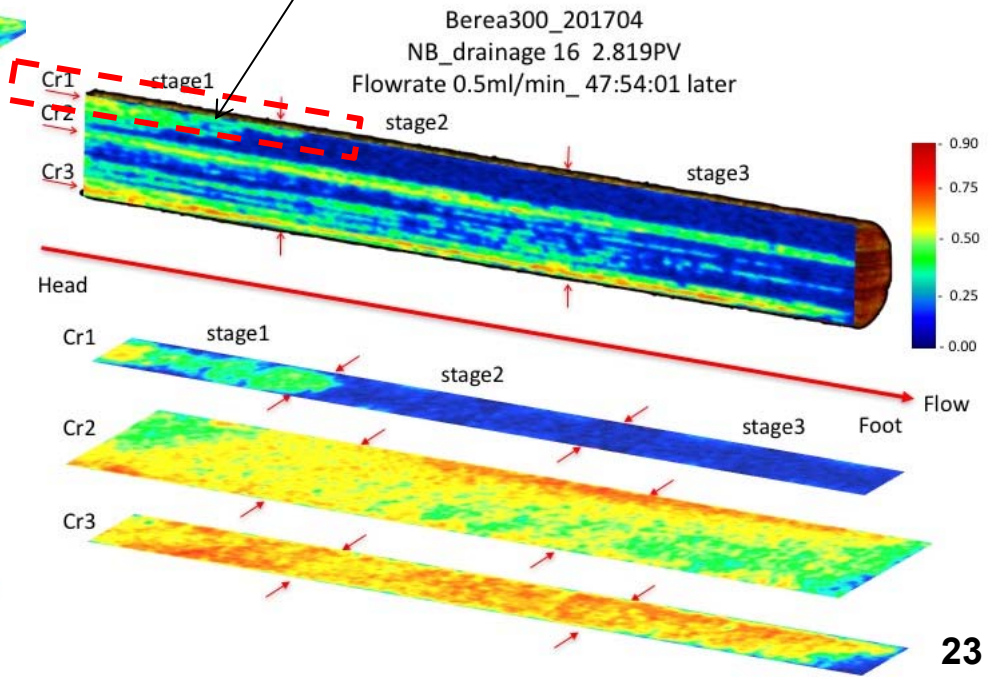 Berea300_201704
NB_drainage 16 2.819PV
Flowrate 0.5ml/min_ 47:54:01 later
Cr1
stage1
Cr2
stage2
Cr3
stage3
0.90
0.75
0.50
0.25
0.00
Head
Cr1
stage1
stage2
Flow
Cr2
stage3
Foot
Cr3
23